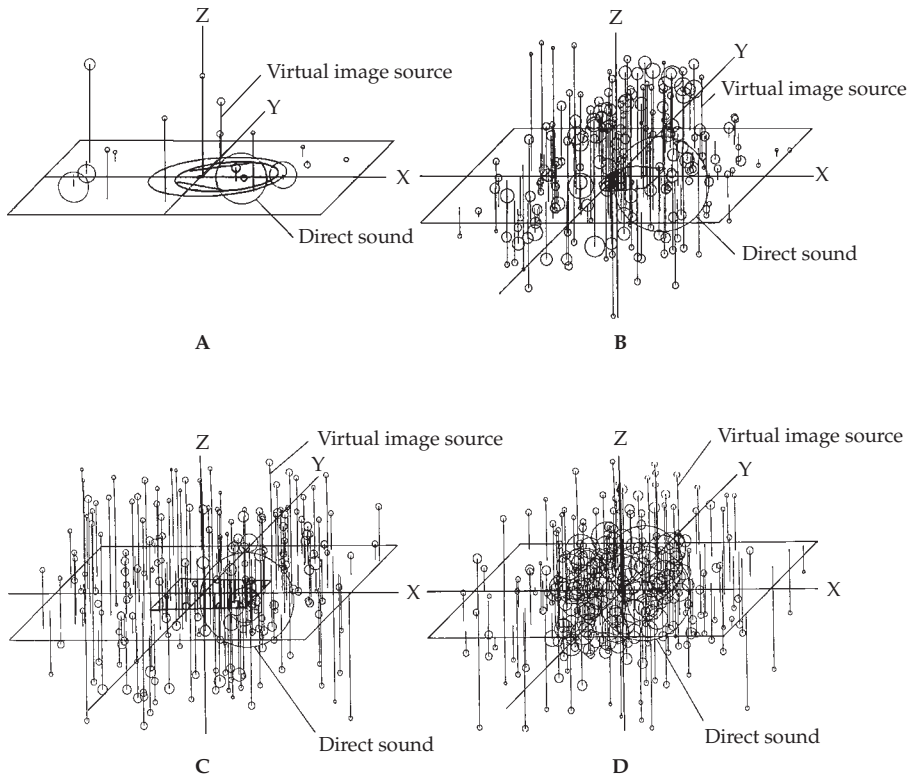 Z
Virtual image source
Y
X
Direct sound
A
Z
Y
Virtual image source
X
Direct sound
B
Z
Virtual image source
Y
X
Direct sound
C
Z
Virtual image source
Y
X
Direct sound
D